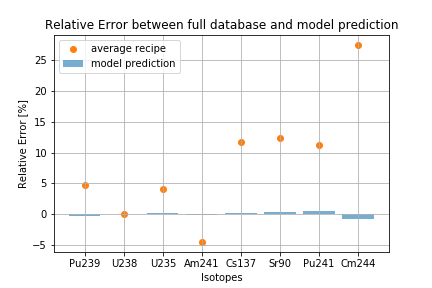 Relative Error between full database and model prediction
average recipe
model prediction
Relative Error [%]
25
20
15
10
5
0
−5
Pu239 U238 U235 Am241 Cs137 Sr90 Pu241 Cm244
Isotopes